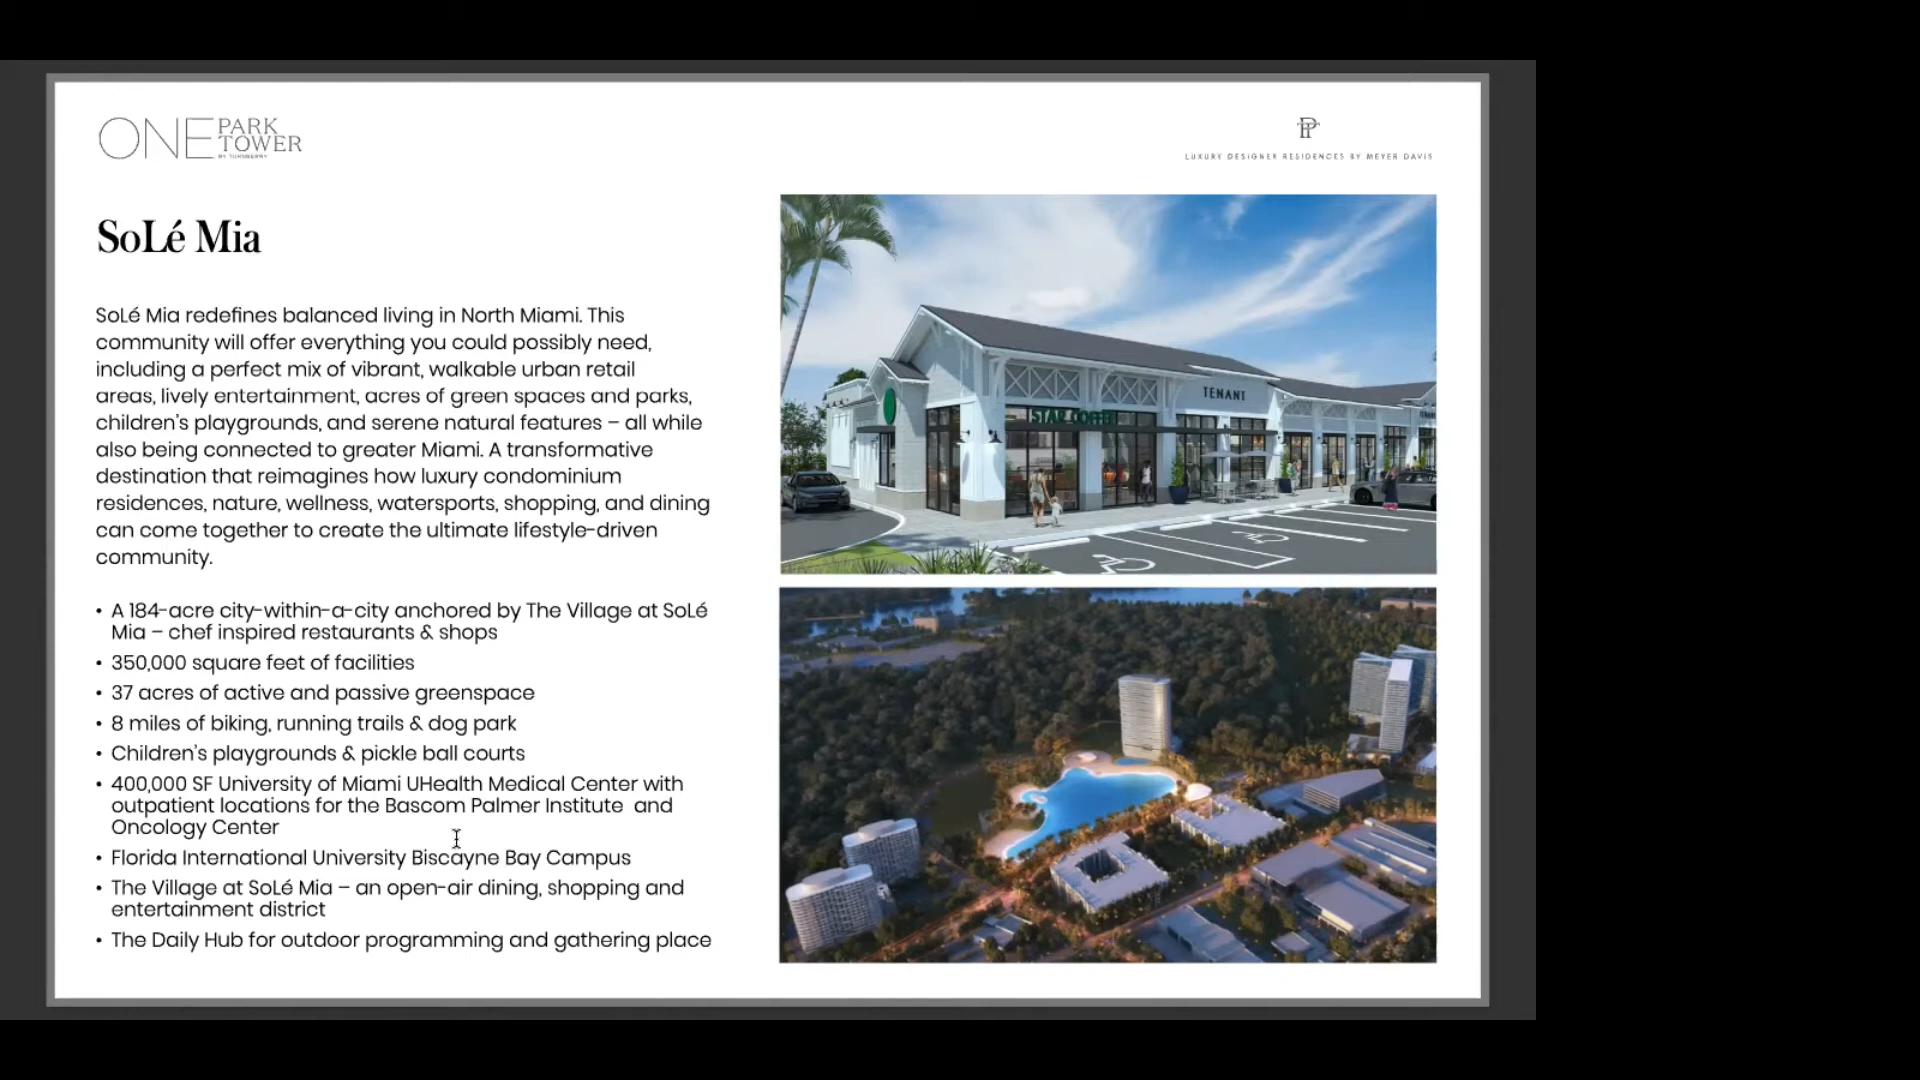 ONE PARK TOWER
BY TURNBERRY
LUXURY DESIGNER RESIDENCES BY MEYER DAVIS
SoLé Mia
SoLé Mia redefines balanced living in North Miami. This
community will offer everything you could possibly need,
including a perfect mix of vibrant, walkable urban retail
areas, lively entertainment, acres of green spaces and parks,
children's playgrounds, and serene natural features – all while
also being connected to greater Miami. A transformative
destination that reimagines how luxury condominium
residences, nature, wellness, watersports, shopping, and dining
can come together to create the ultimate lifestyle-driven
community.
• A 184-acre city-within-a-city anchored by The Village at SoLé
Mia – chef inspired restaurants & shops
• 350,000 square feet of facilities
• 37 acres of active and passive greenspace
• 8 miles of biking, running trails & dog park
• Children's playgrounds & pickle ball courts
• 400,000 SF University of Miami UHealth Medical Center with
outpatient locations for the Bascom Palmer Institute  and
Oncology Center
• Florida International University Biscayne Bay Campus
• The Village at SoLé Mia – an open-air dining, shopping and
entertainment district
• The Daily Hub for outdoor programming and gathering place
TENANT
STAR COFFEE